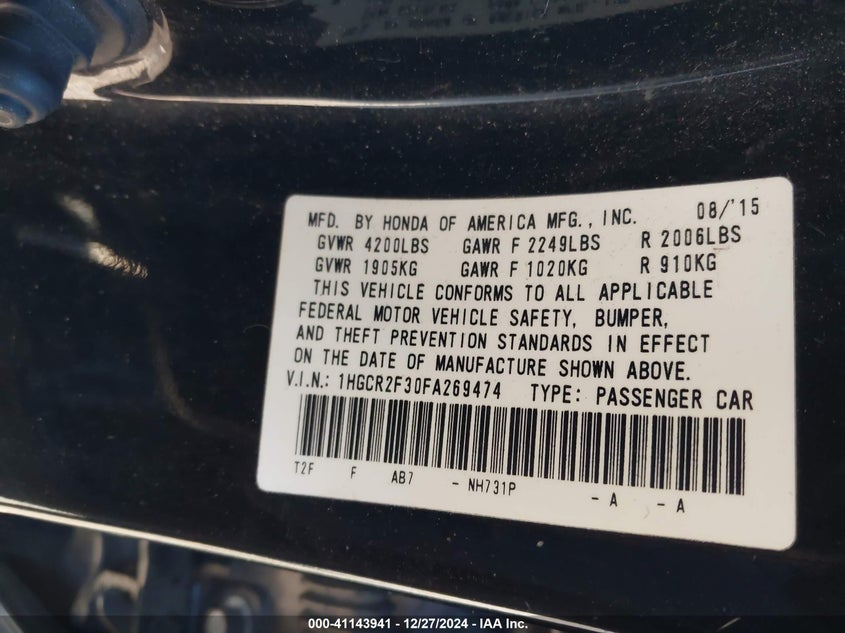 MFD. BY HONDA OF AMERICA MFG., INC. 08/'15
GVWR 4200LBS GAWR F 2249LBS R 2006LBS
GVWR 1905KG GAWR F 1020KG R 910KG
THIS VEHICLE CONFORMS TO ALL APPLICABLE
FEDERAL MOTOR VEHICLE SAFETY, BUMPER,
AND THEFT PREVENTION STANDARDS IN EFFECT
ON THE DATE OF MANUFACTURE SHOWN ABOVE.
V.I.N.: 1HGCR2F30FA269474 TYPE: PASSENGER CAR
T2F F AB7 - NH731P - A - A
000-41143941 - 12/27/2024 - IAA Inc.